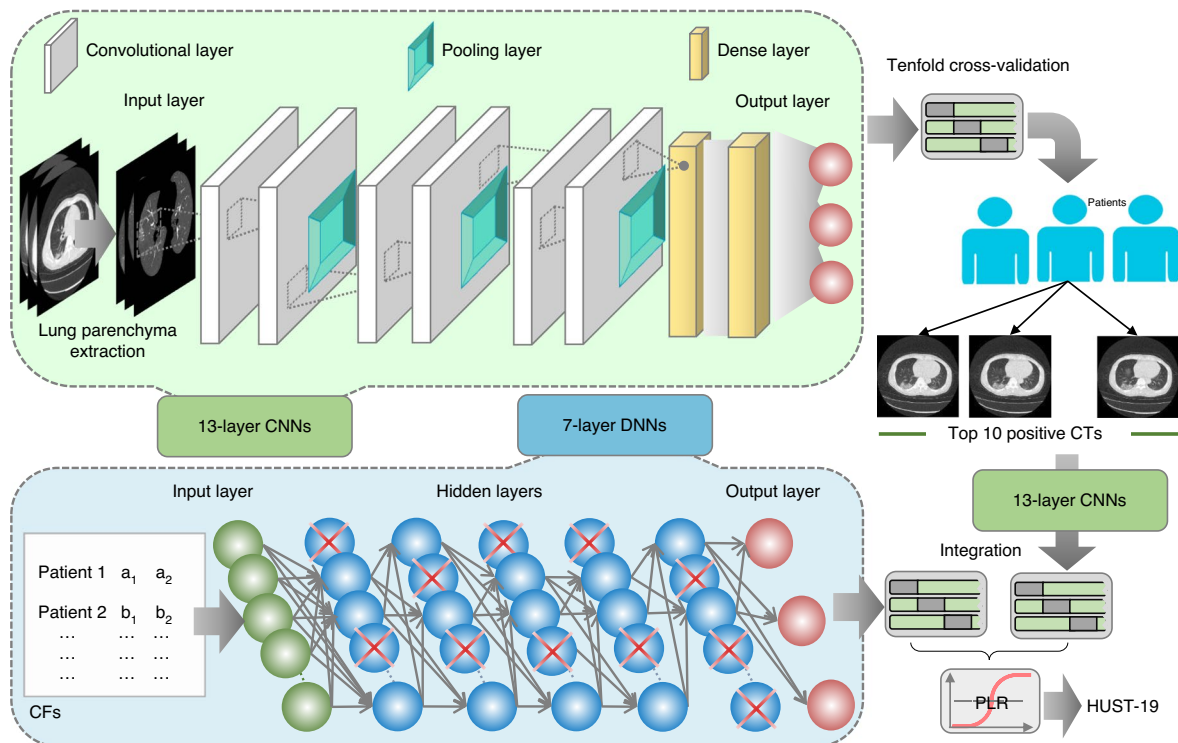 Convolutional layer
Pooling layer
Dense layer
Input layer
Output layer
Lung parenchyma
extraction
Tenfold cross-validation
Patients
Top 10 positive CTs
13-layer CNNs
7-layer DNNs
13-layer CNNs
Input layer
Hidden layers
Output layer
Patient 1 a₁ a₂
Patient 2 b₁ b₂
... ... ...
... ... ...
... ... ...
CFs
Integration
PLR
HUST-19